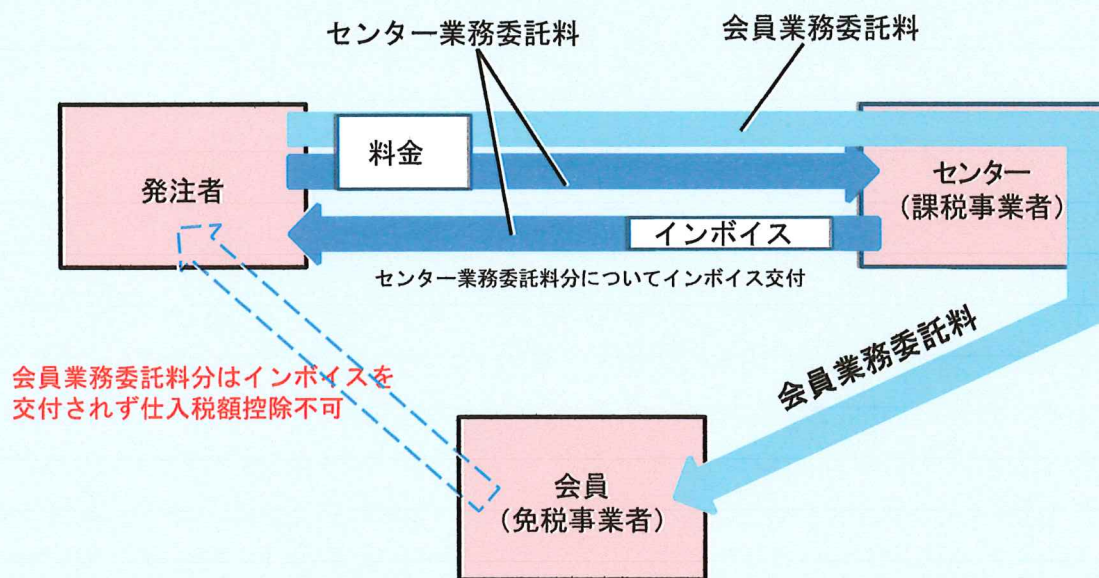 センター業務委託料
会員業務委託料
発注者
料金
センター
（課税事業者）
インボイス
センター業務委託料分についてインボイス交付
会員業務委託料
会員業務委託料分はインボイスを
交付されず仕入税額控除不可
会員
（免税事業者）